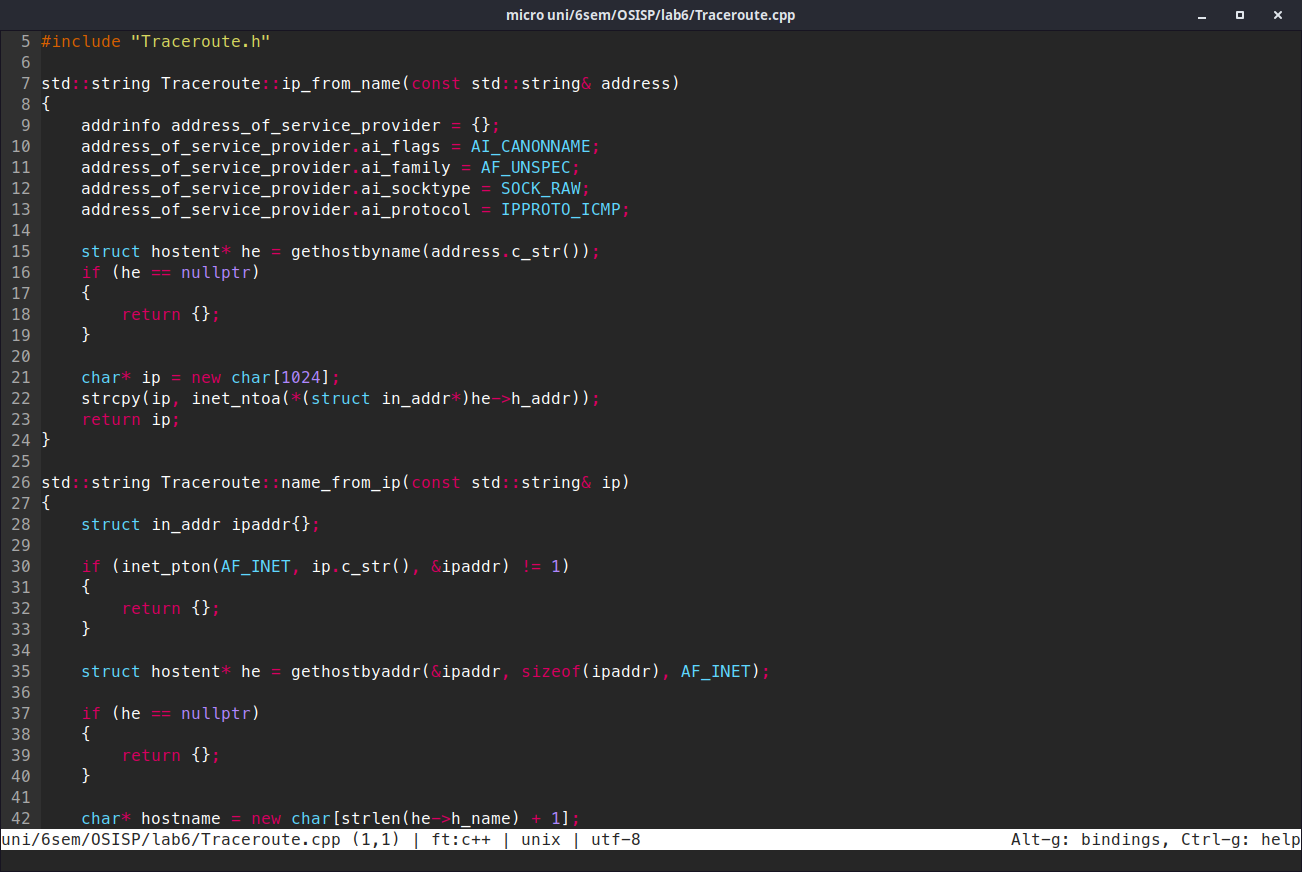 micro uni/6sem/OSISP/lab6/Traceroute.cpp
5 #include "Traceroute.h"
6
7 std::string Traceroute::ip_from_name(const std::string& address)
8 {
9     addrinfo address_of_service_provider = {};
10     address_of_service_provider.ai_flags = AI_CANONNAME;
11     address_of_service_provider.ai_family = AF_UNSPEC;
12     address_of_service_provider.ai_socktype = SOCK_RAW;
13     address_of_service_provider.ai_protocol = IPPROTO_ICMP;
14
15     struct hostent* he = gethostbyname(address.c_str());
16     if (he == nullptr)
17     {
18         return {};
19     }
20
21     char* ip = new char[1024];
22     strcpy(ip, inet_ntoa(*(struct in_addr*)he->h_addr));
23     return ip;
24 }
25
26 std::string Traceroute::name_from_ip(const std::string& ip)
27 {
28     struct in_addr ipaddr{};
29
30     if (inet_pton(AF_INET, ip.c_str(), &ipaddr) != 1)
31     {
32         return {};
33     }
34
35     struct hostent* he = gethostbyaddr(&ipaddr, sizeof(ipaddr), AF_INET);
36
37     if (he == nullptr)
38     {
39         return {};
40     }
41
42     char* hostname = new char[strlen(he->h_name) + 1];
uni/6sem/OSISP/lab6/Traceroute.cpp (1,1) | ft:c++ | unix | utf-8 Alt-g: bindings, Ctrl-g: help